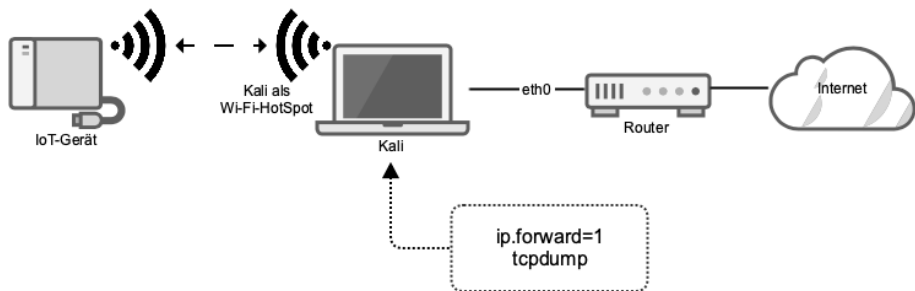 Kali als
Wi-Fi-HotSpot
IoT-Gerät
Kali
eth0
Router
Internet
ip.forward=1
tcpdump